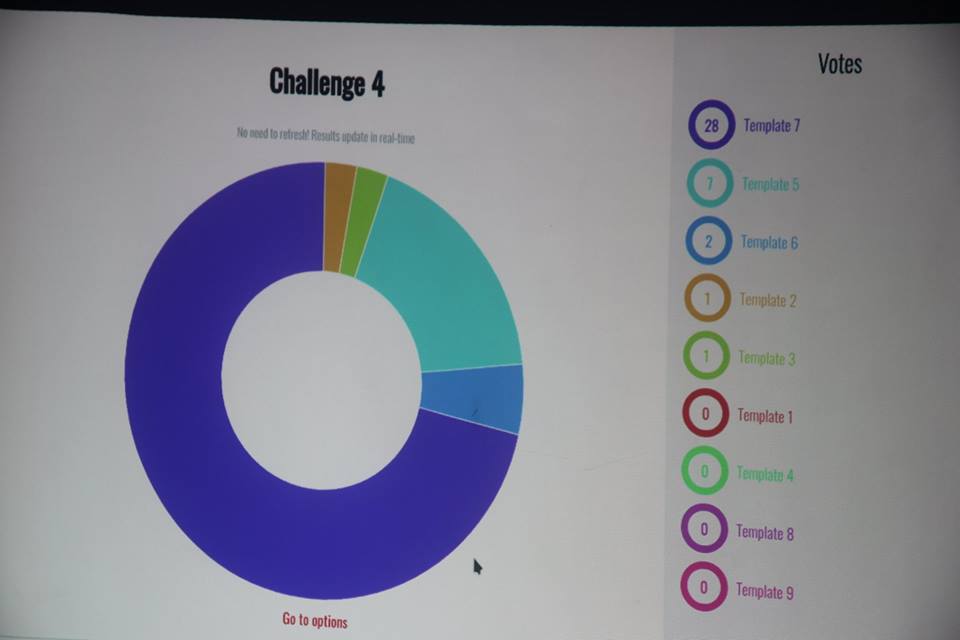 Challenge 4
No need to refresh! Results update in real-time
Go to options
Votes
28 Template 7
7 Template 5
2 Template 6
1 Template 2
1 Template 3
0 Template 1
0 Template 4
0 Template 8
0 Template 9